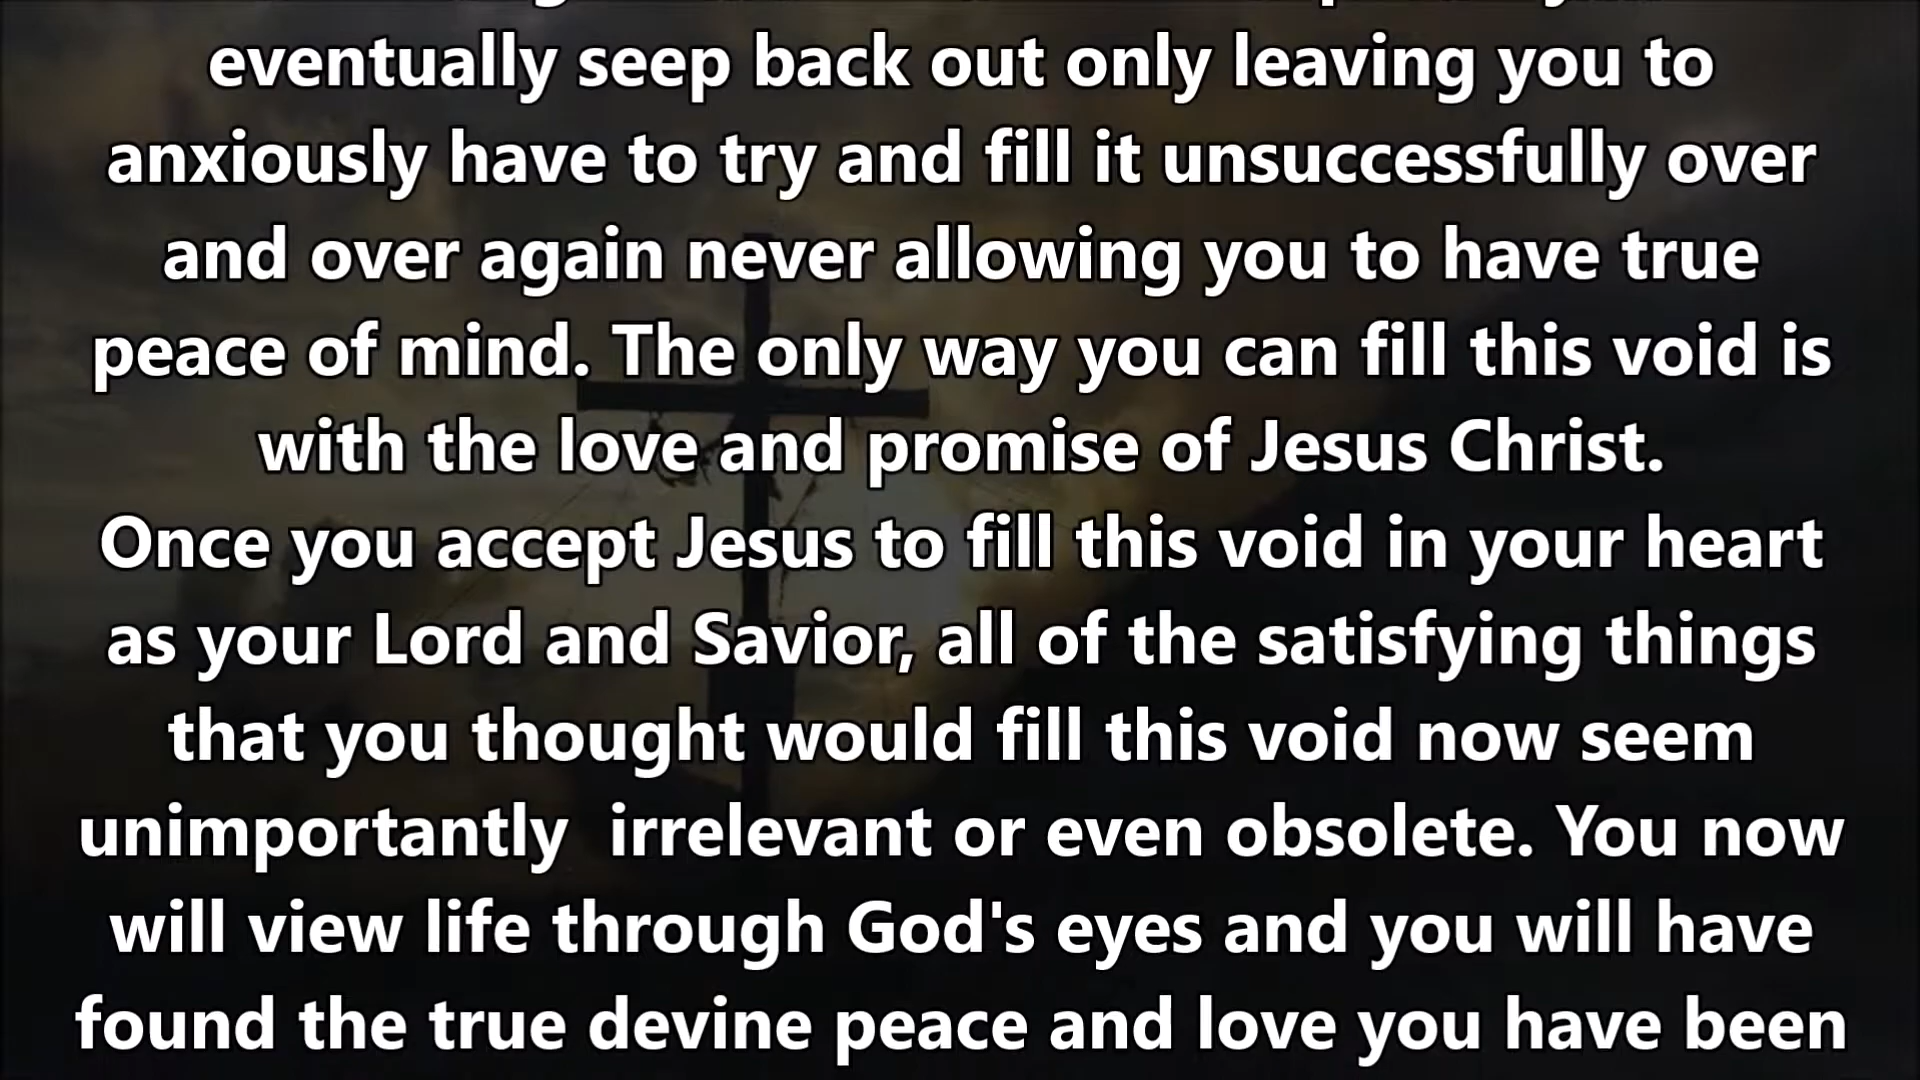 eventually seep back out only leaving you to
anxiously have to try and fill it unsuccessfully over
and over again never allowing you to have true
peace of mind. The only way you can fill this void is
with the love and promise of Jesus Christ.
Once you accept Jesus to fill this void in your heart
as your Lord and Savior, all of the satisfying things
that you thought would fill this void now seem
unimportantly  irrelevant or even obsolete. You now
will view life through God's eyes and you will have
found the true devine peace and love you have been